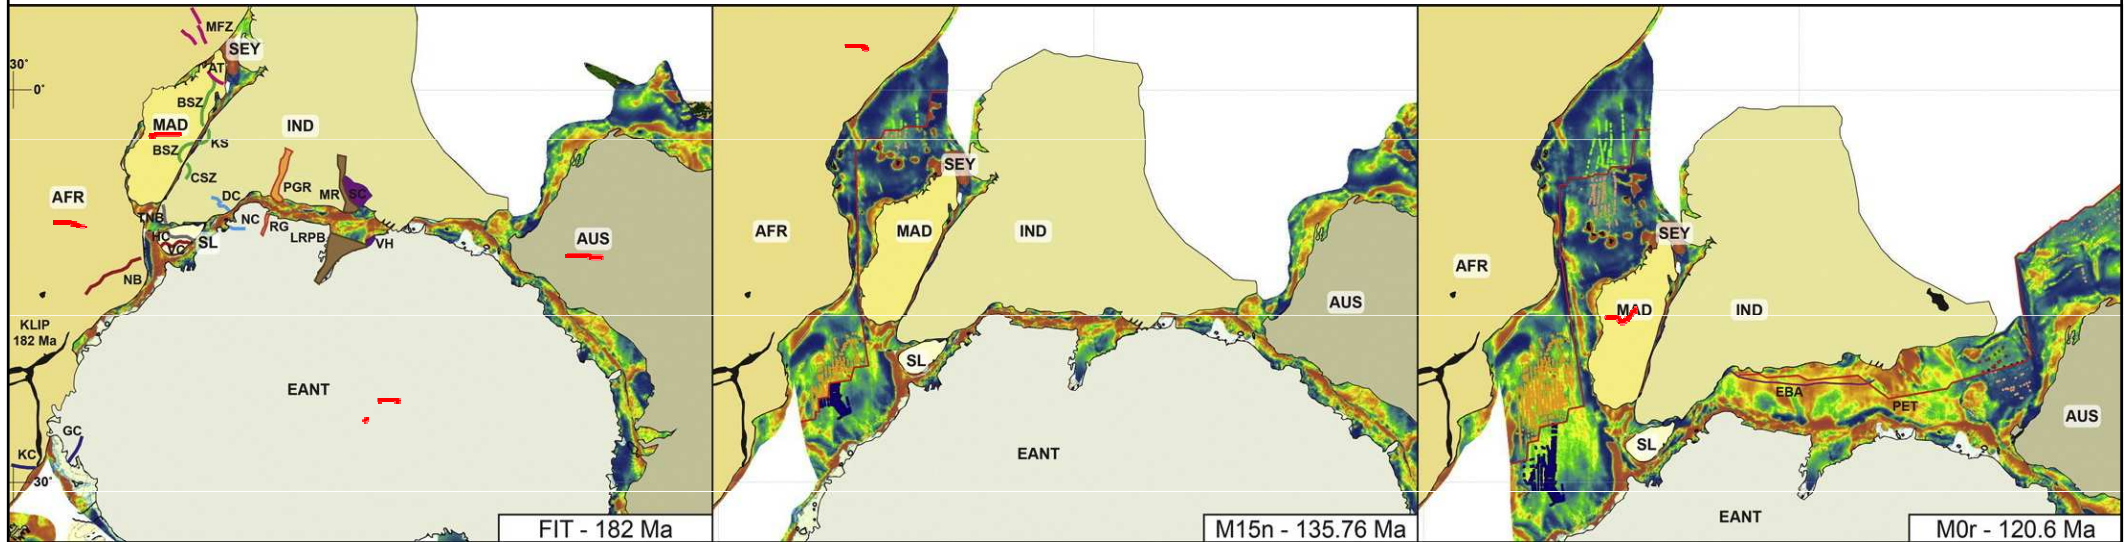 MFZ
SEY
30°
AT
0°
BSZ
MAD
IND
KS
BSZ
CSZ
PGR
MR
SC
AFR
DC
TNB
NC
RG
HC
VC
SL
LRPB
VH
AUS
NB
KLIP
182 Ma
EANT
GC
KC
30°
FIT - 182 Ma
SEY
AFR
MAD
IND
AUS
SL
EANT
M15n - 135.76 Ma
SEY
AFR
MAD
IND
EBA
PET
AUS
SL
EANT
M0r - 120.6 Ma